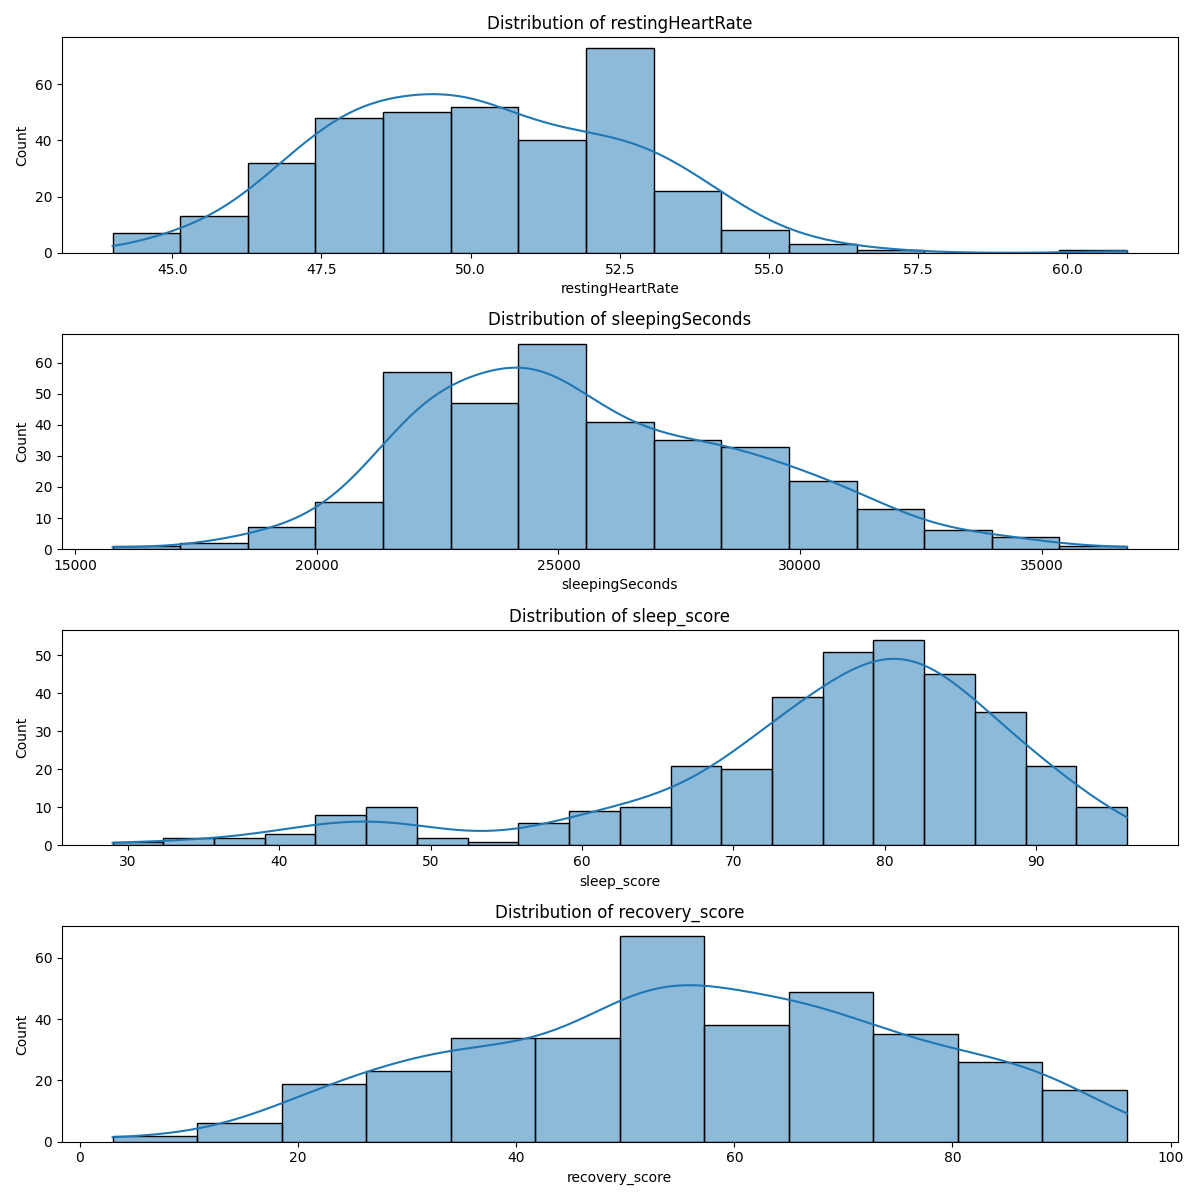 Distribution of restingHeartRate
60
40
20
0
Count
45.0 47.5 50.0 52.5 55.0 57.5 60.0
restingHeartRate
Distribution of sleepingSeconds
60
50
40
30
20
10
0
Count
15000 20000 25000 30000 35000
sleepingSeconds
Distribution of sleep_score
50
40
30
20
10
0
Count
30 40 50 60 70 80 90
sleep_score
Distribution of recovery_score
60
40
20
0
Count
0 20 40 60 80 100
recovery_score